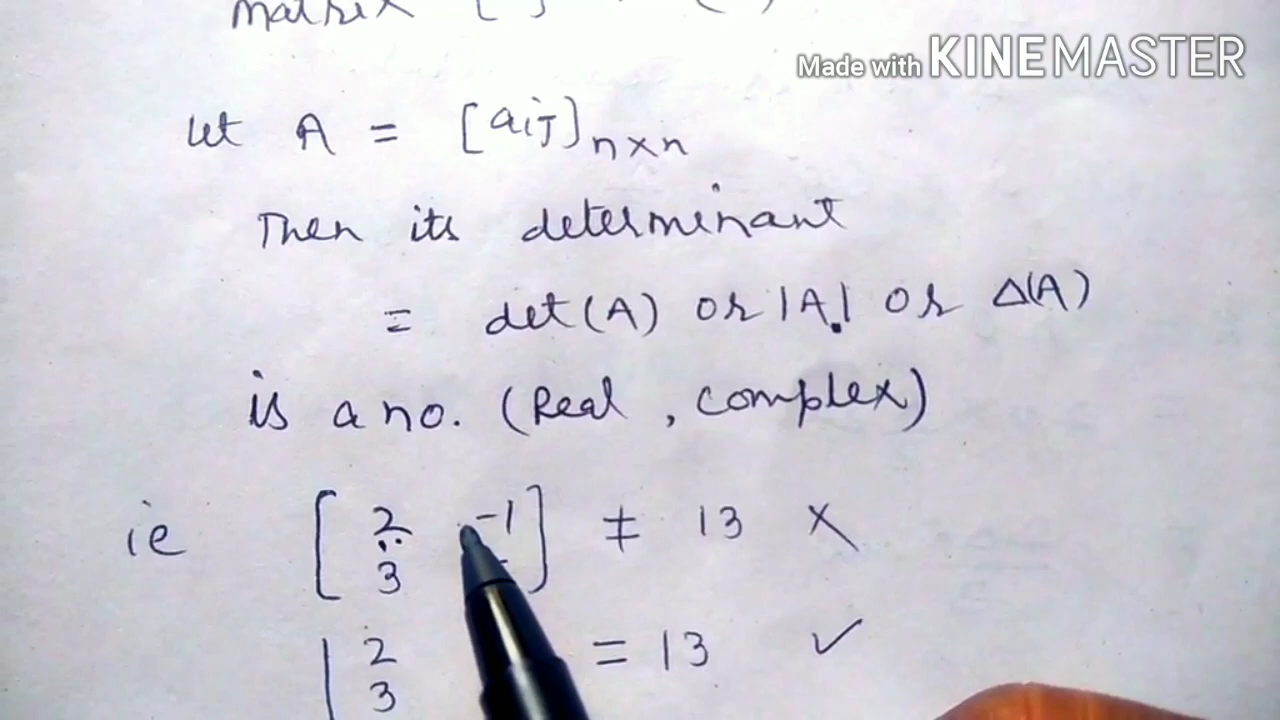 matrix [ ] ( )
Made with KINEMASTER
Let A = [aij]n×n
Then its determinant
= det(A) or |A| or Δ(A)
is a no. (Real, complex)
ie [ 2 -1 ] ≠ 13 ×
3
| 2 = 13 ✓
3